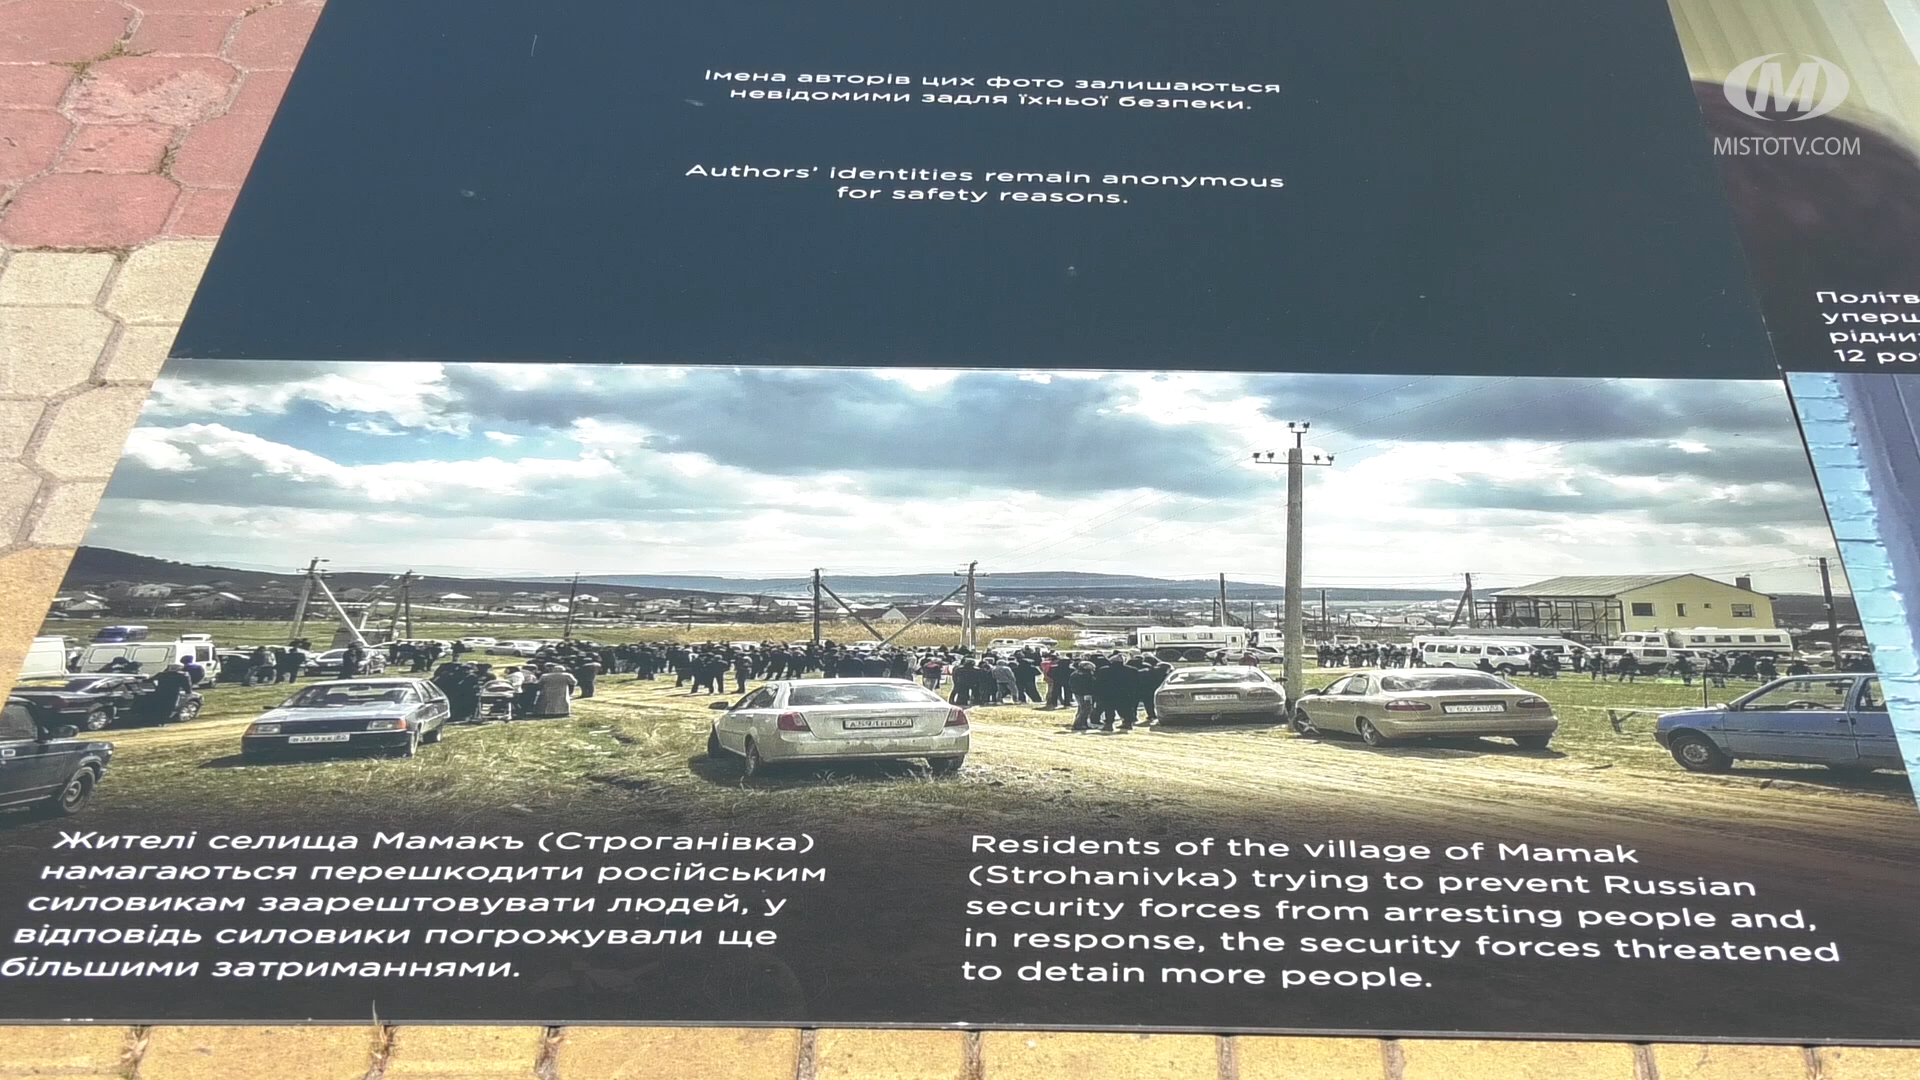 Імена авторів цих фото залишаються
невідомими задля їхньої безпеки.
Authors' identities remain anonymous
for safety reasons.
MISTOTV.COM
Жителі селища Мамакъ (Строганівка)
намагаються перешкодити російським
силовикам заарештовувати людей, у
відповідь силовики погрожували ще
більшими затриманнями.
Residents of the village of Mamak
(Strohanivka) trying to prevent Russian
security forces from arresting people and,
in response, the security forces threatened
to detain more people.
12